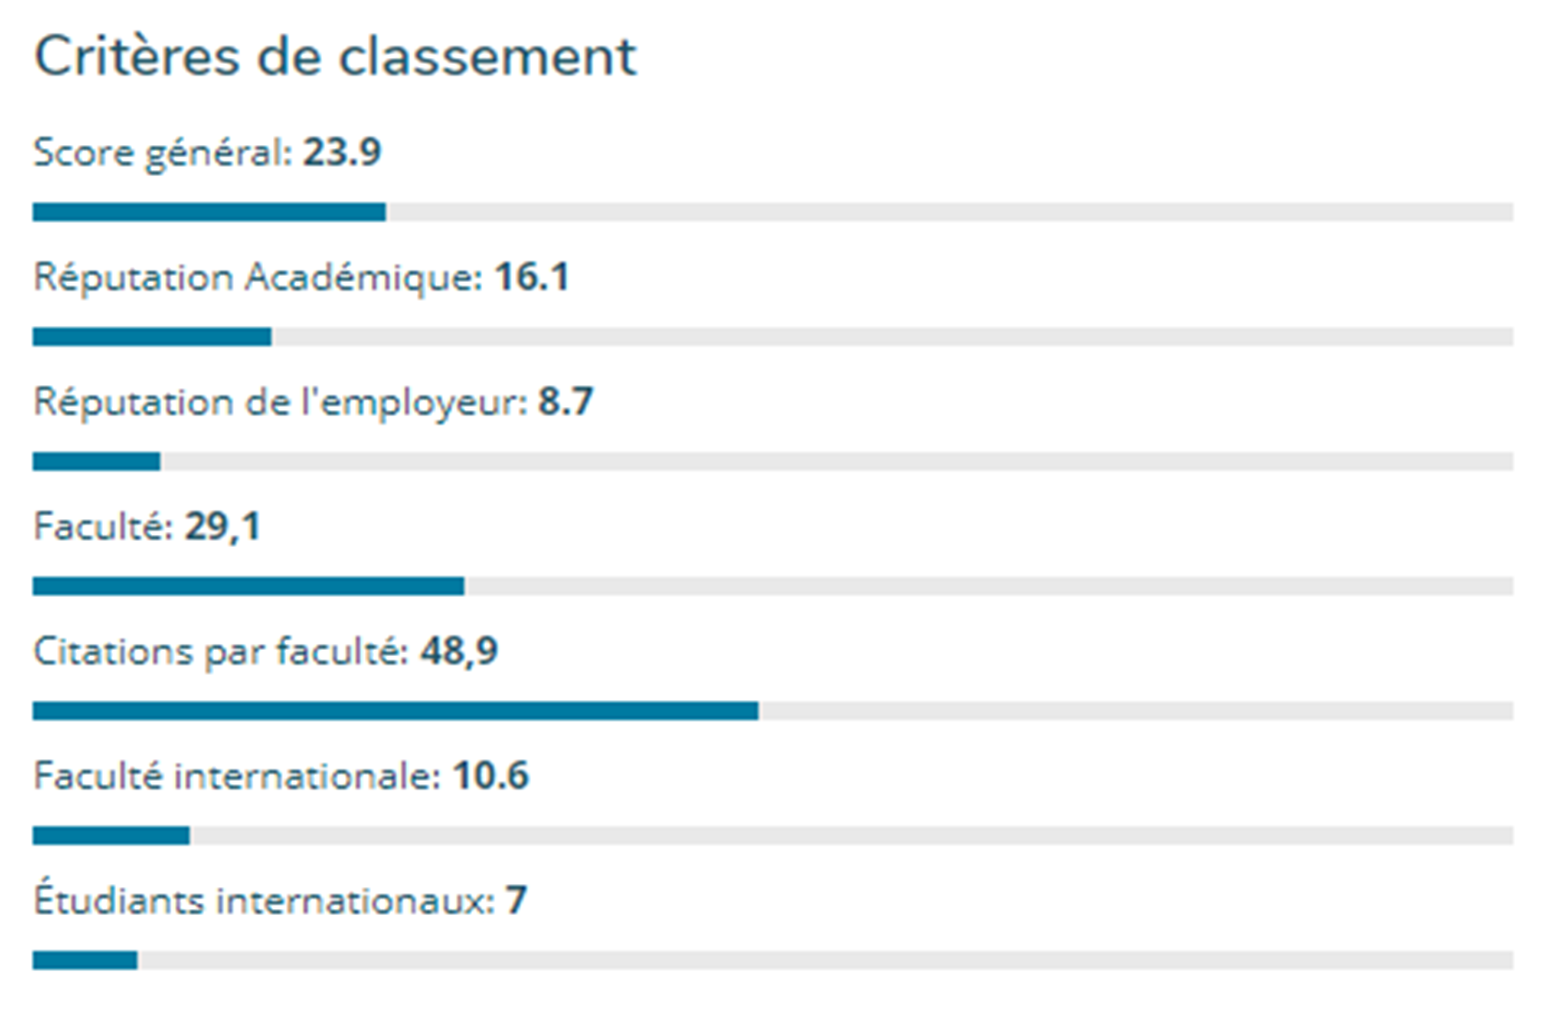 Critères de classement
Score général: 23.9
Réputation Académique: 16.1
Réputation de l'employeur: 8.7
Faculté: 29,1
Citations par faculté: 48,9
Faculté internationale: 10.6
Étudiants internationaux: 7